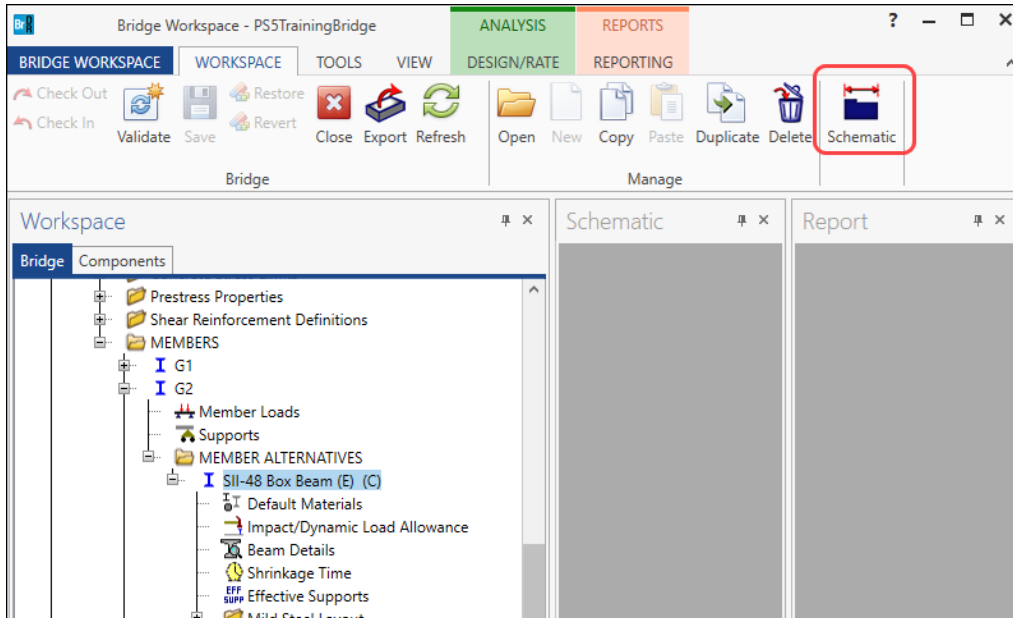 Br
Bridge Workspace - PS5TrainingBridge
ANALYSIS
REPORTS
?
BRIDGE WORKSPACE
WORKSPACE
TOOLS
VIEW
DESIGN/RATE
REPORTING
Check Out
Check In
Validate
Save
Restore
Revert
Close
Export
Refresh
Open
New
Copy
Paste
Duplicate
Delete
Schematic
Bridge
Manage
Workspace
Schematic
Report
Bridge
Components
Prestress Properties
Shear Reinforcement Definitions
MEMBERS
G1
G2
Member Loads
Supports
MEMBER ALTERNATIVES
SII-48 Box Beam (E) (C)
Default Materials
Impact/Dynamic Load Allowance
Beam Details
Shrinkage Time
EFF
SUPP
Effective Supports
Mild Steel Layout